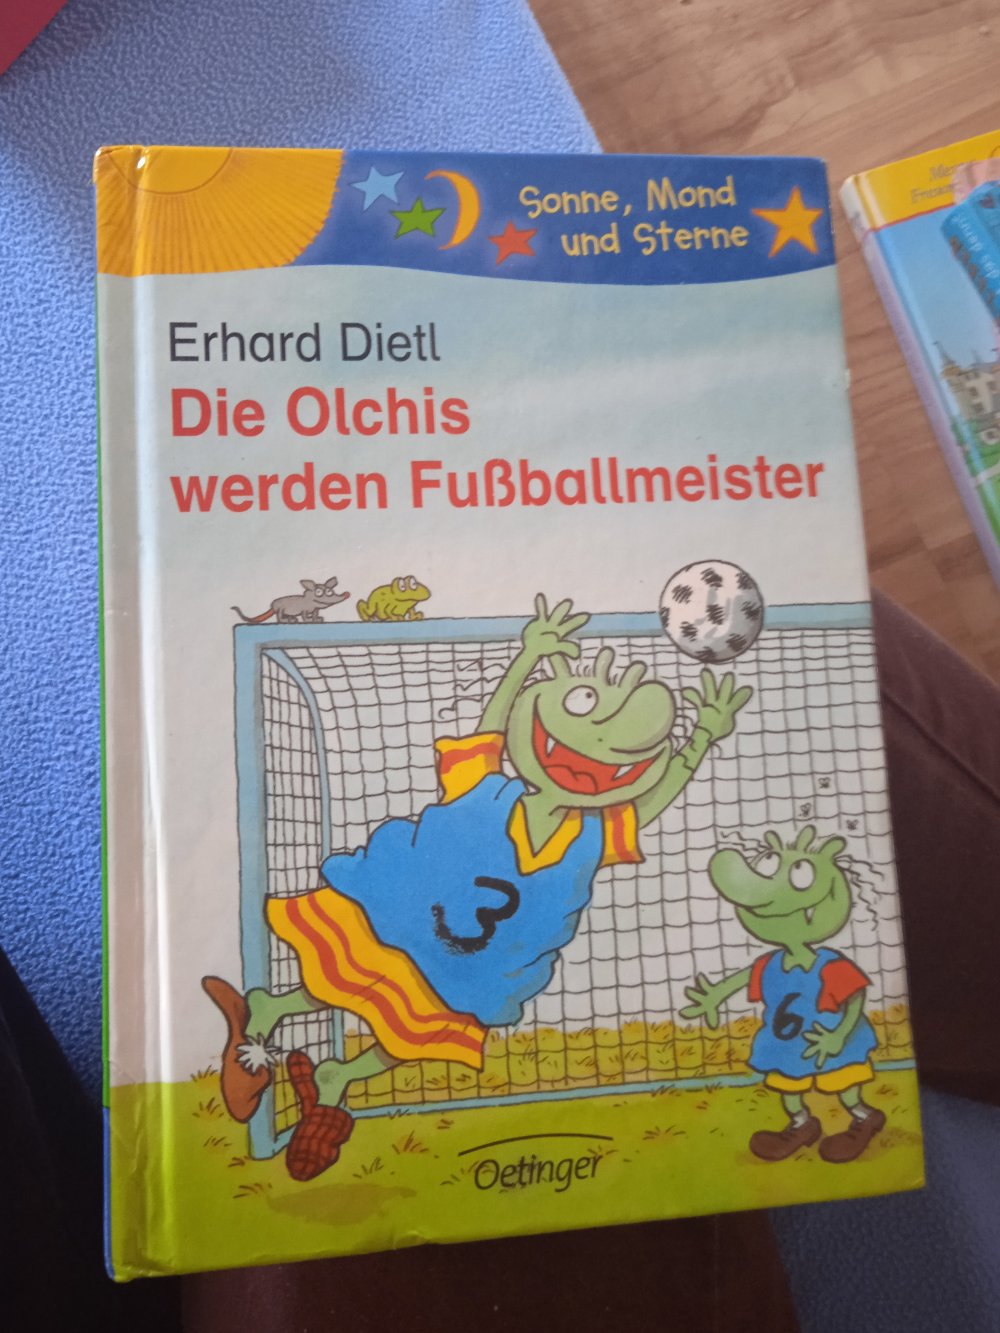 Sonne, Mond
und Sterne
Erhard Dietl
Die Olchis
werden Fußballmeister
3
6
Oetinger